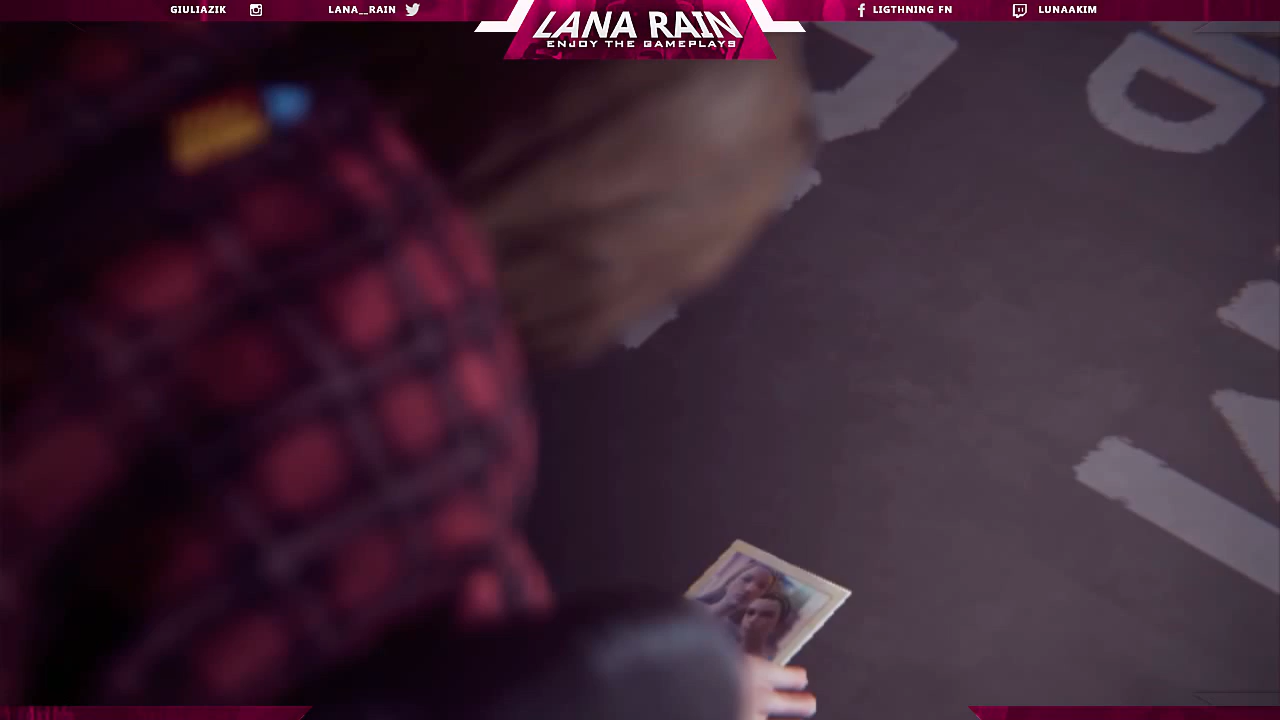 GIULIAZIK
LANA__RAIN
LANA RAIN
ENJOY THE GAMEPLAYS
LIGTHNING FN
LUNAAKIM